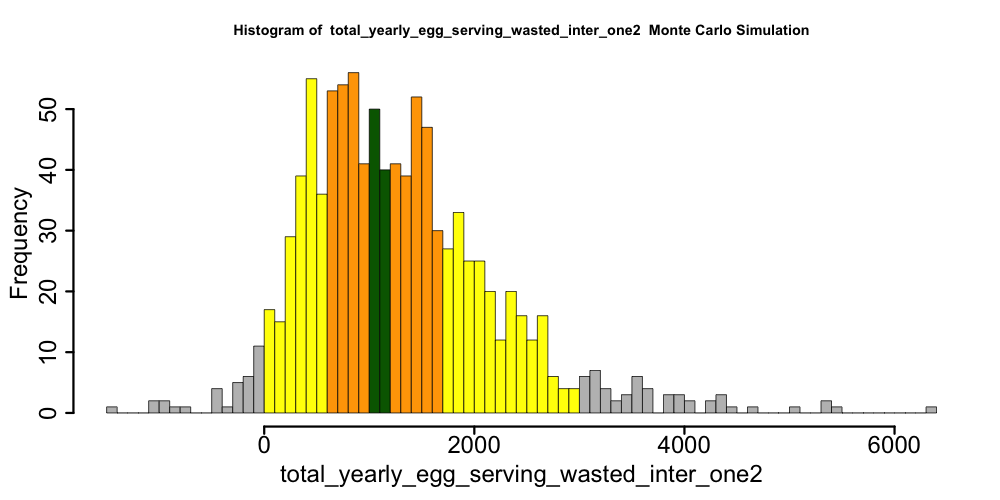 Histogram of  total_yearly_egg_serving_wasted_inter_one2  Monte Carlo Simulation
50
40
30
20
10
0
Frequency
0 2000 4000 6000
total_yearly_egg_serving_wasted_inter_one2